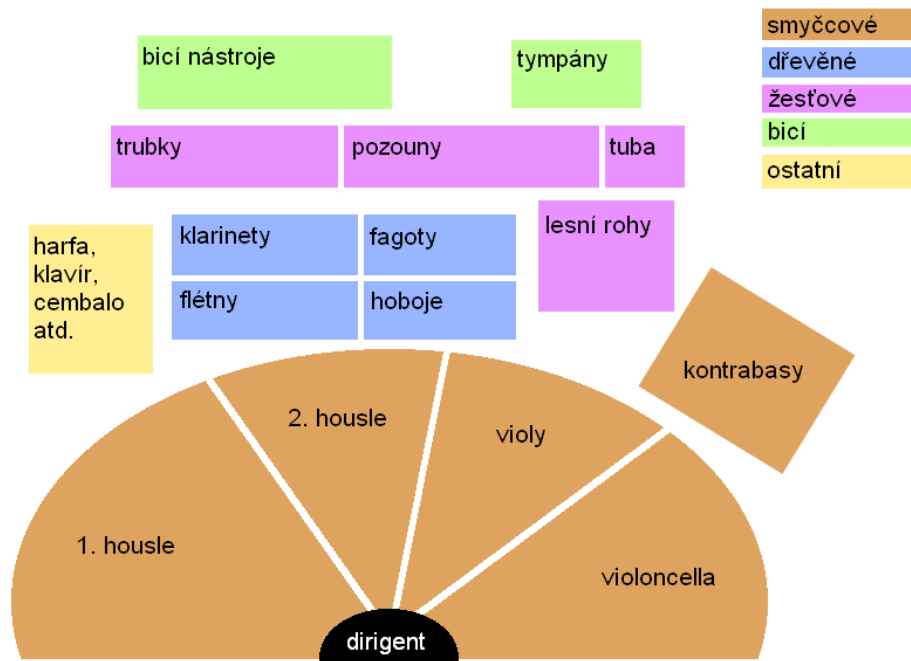 bicí nástroje
tympány
smyčcové
dřevěné
žesťové
bicí
ostatní
trubky
pozouny
tuba
klarinety
fagoty
lesní rohy
harfa,
klavír,
cembalo
atd.
flétny
hoboje
kontrabasy
1. housle
2. housle
violy
violoncella
dirigent